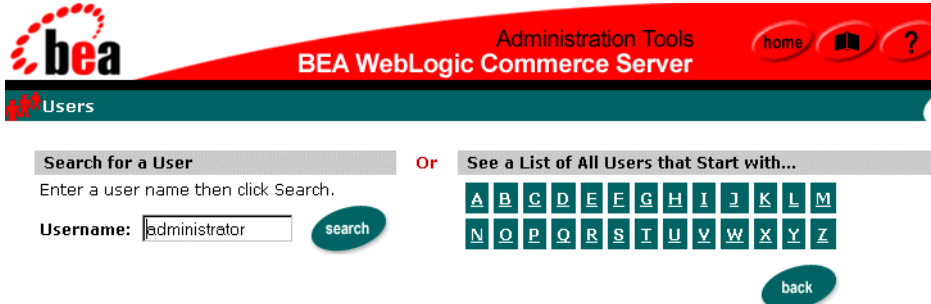 bea
Administration Tools
BEA WebLogic Commerce Server
home
?
Users
Search for a User
Or
See a List of All Users that Start with...
Enter a user name then click Search.
A B C D E F G H I J K L M
Username: administrator search
N O P Q R S T U V W X Y Z
back